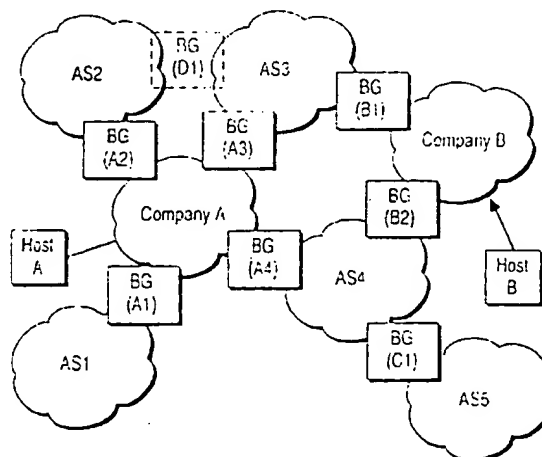 BG
(D1)
AS2
AS3
BG
(B1)
BG
(A2)
BG
(A3)
Company B
Company A
BG
(B2)
Host
A
BG
(A4)
Host
B
BG
(A1)
AS4
AS1
BG
(C1)
AS5